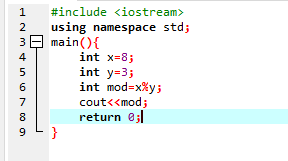 1 #include <iostream>
2 using namespace std;
3 main(){
4 int x=8;
5 int y=3;
6 int mod=x%y;
7 cout<<mod;
8 return 0;
9 }